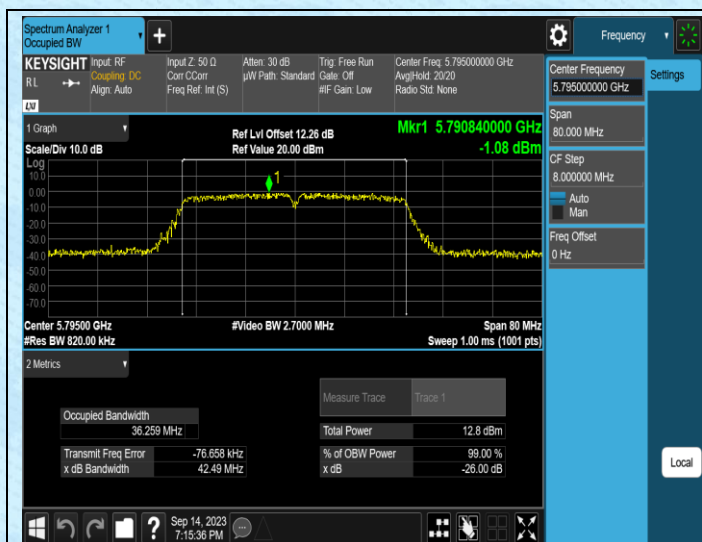 Spectrum Analyzer 1
Occupied BW
Frequency
KEYSIGHT
RL
LXI
Input: RF
Coupling: DC
Align: Auto
Input Z: 50 Ω
Corr CCorr
Freq Ref: Int (S)
Atten: 30 dB
µW Path: Standard
Trig: Free Run
Gate: Off
#IF Gain: Low
Center Freq: 5.795000000 GHz
Avg|Hold: 20/20
Radio Std: None
Center Frequency
5.795000000 GHz
Settings
Span
80.000 MHz
CF Step
8.000000 MHz
Auto
Man
Freq Offset
0 Hz
Local
1 Graph
Scale/Div 10.0 dB
Ref Lvl Offset 12.26 dB
Ref Value 20.00 dBm
Mkr1 5.790840000 GHz
-1.08 dBm
Log
10.0
0.00
-10.0
-20.0
-30.0
-40.0
-50.0
-60.0
-70.0
1
Center 5.79500 GHz
#Res BW 820.00 kHz
#Video BW 2.7000 MHz
Span 80 MHz
Sweep 1.00 ms (1001 pts)
2 Metrics
Measure Trace
Trace 1
Occupied Bandwidth
36.259 MHz
Total Power
12.8 dBm
Transmit Freq Error
-76.658 kHz
% of OBW Power
99.00 %
x dB Bandwidth
42.49 MHz
x dB
-26.00 dB
?
Sep 14, 2023
7:15:36 PM